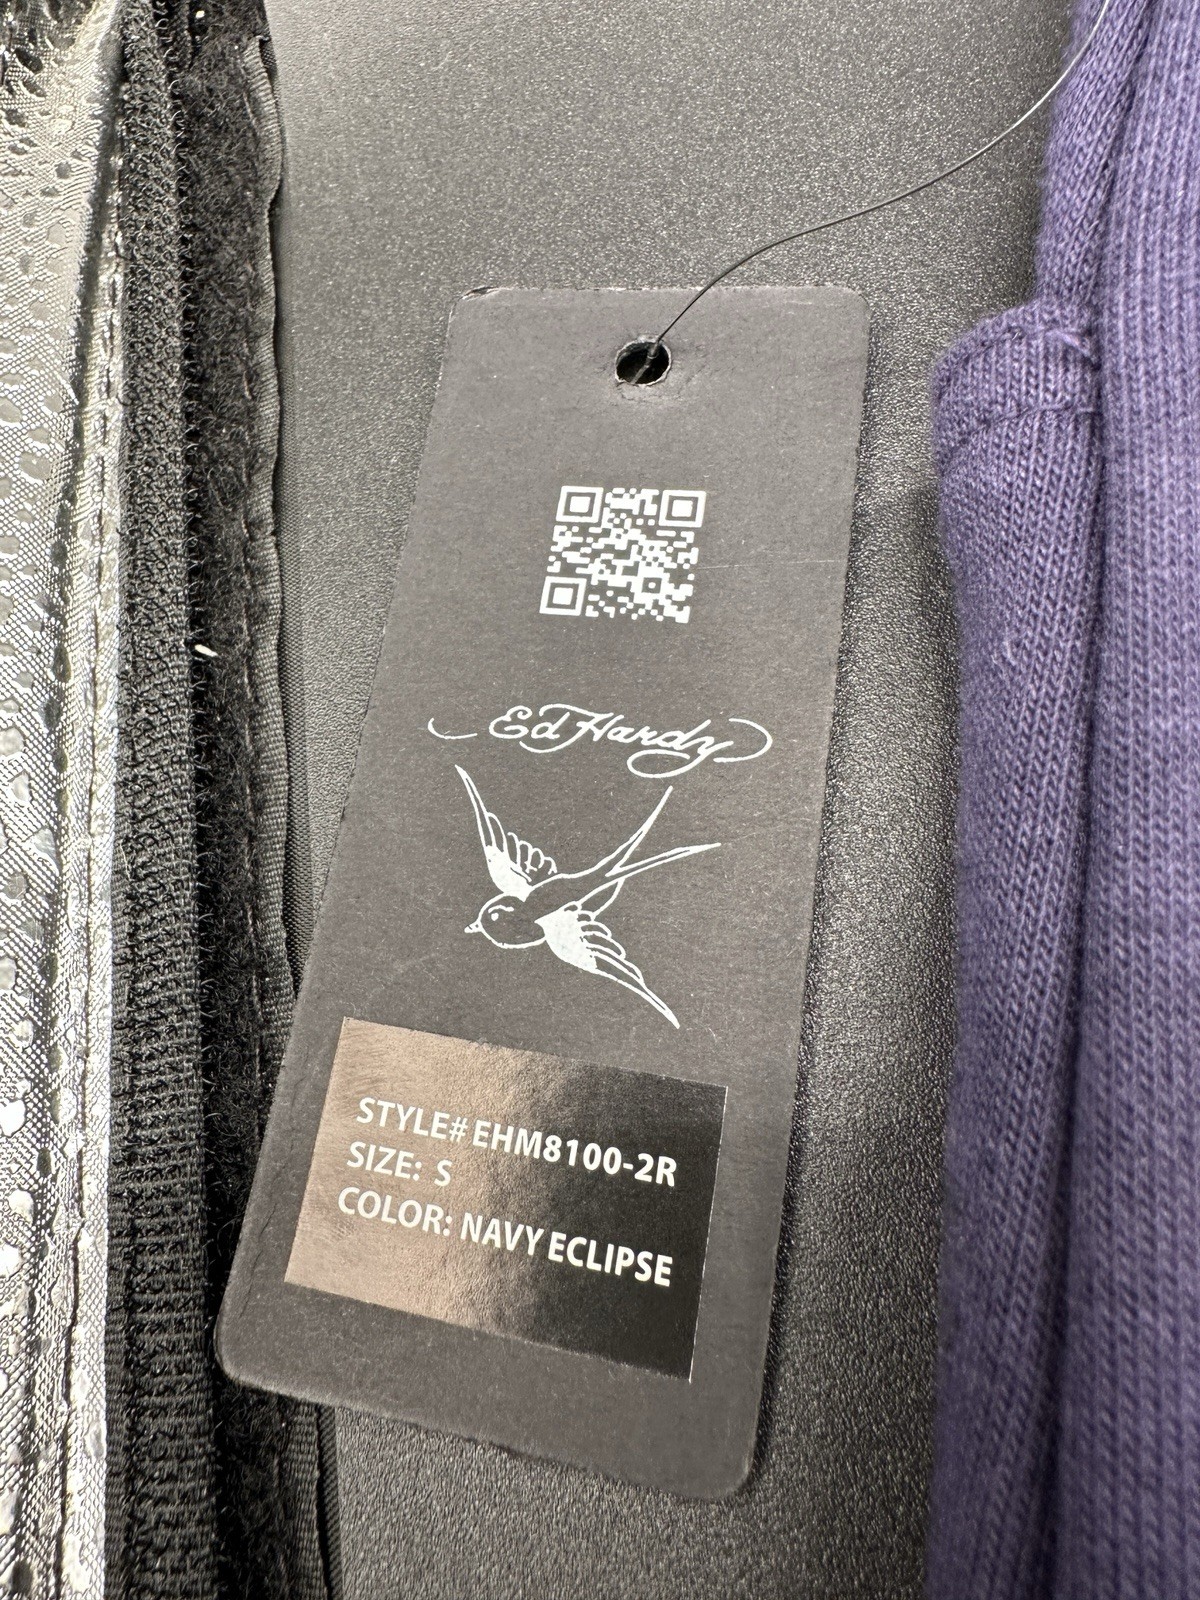 Ed Hardy
STYLE# EHM8100-2R
SIZE: S
COLOR: NAVY ECLIPSE